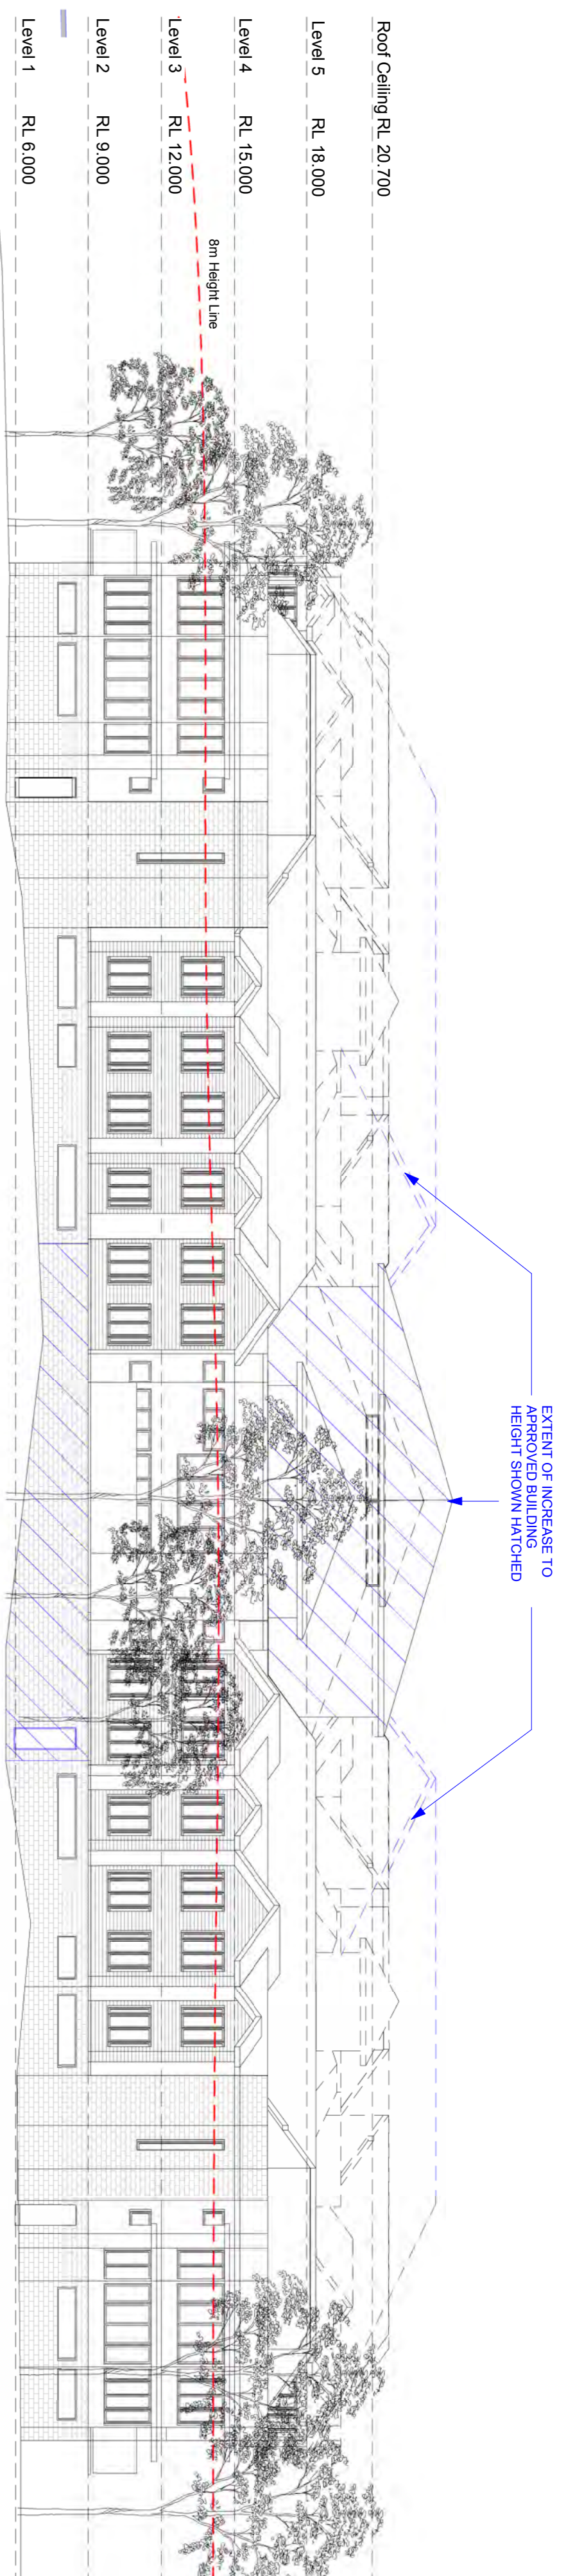 EXTENT OF INCREASE TO
APRROVED BUILDING
HEIGHT SHOWN HATCHED
Roof Ceiling RL 20.700
Level 5 RL 18.000
Level 4 RL 15.000
8m Height Line
Level 3 RL 12.000
Level 2 RL 9.000
Level 1 RL 6.000